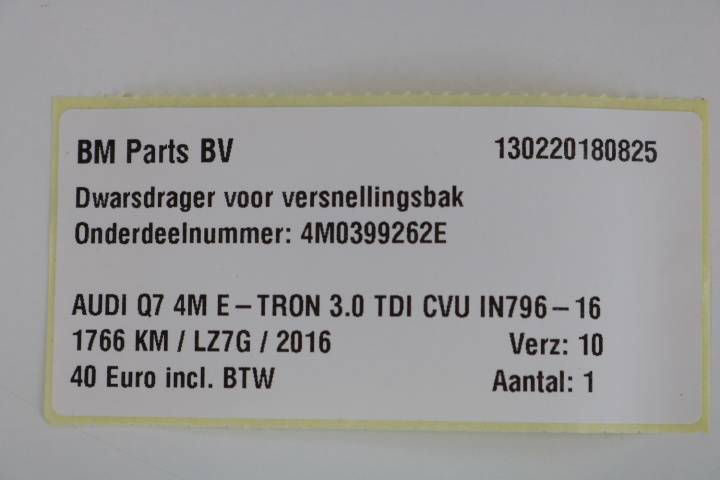 BM Parts BV 130220180825
Dwarsdrager voor versnellingsbak
Onderdeelnummer: 4M0399262E
AUDI Q7 4M E-TRON 3.0 TDI CVU IN796-16
1766 KM / LZ7G / 2016 Verz: 10
40 Euro incl. BTW Aantal: 1